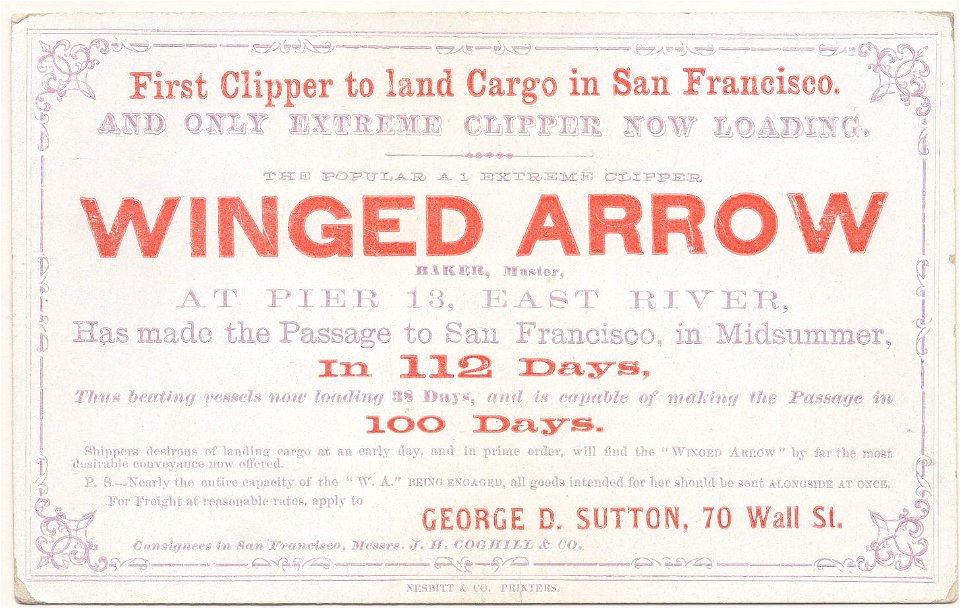 First Clipper to land Cargo in San Francisco.
AND ONLY EXTREME CLIPPER NOW LOADING.
THE POPULAR A 1 EXTREME CLIPPER
WINGED ARROW
BAKER, Master,
AT PIER 13, EAST RIVER,
Has made the Passage to San Francisco, in Midsummer,
In 112 Days,
Thus beating vessels now loading 38 Days, and is capable of making the Passage in
100 Days.
Shippers desirous of landing cargo at an early day, and in prime order, will find the "WINGED ARROW" by far the most
desirable conveyance now offered.
P. S.—Nearly the entire capacity of the "W. A." BEING ENGAGED, all goods intended for her should be sent ALONGSIDE AT ONCE.
For Freight at reasonable rates, apply to
GEORGE D. SUTTON, 70 Wall St.
Consignees in San Francisco, Messrs. J. H. COGHILL & CO.
NESBITT & CO. PRINTERS.